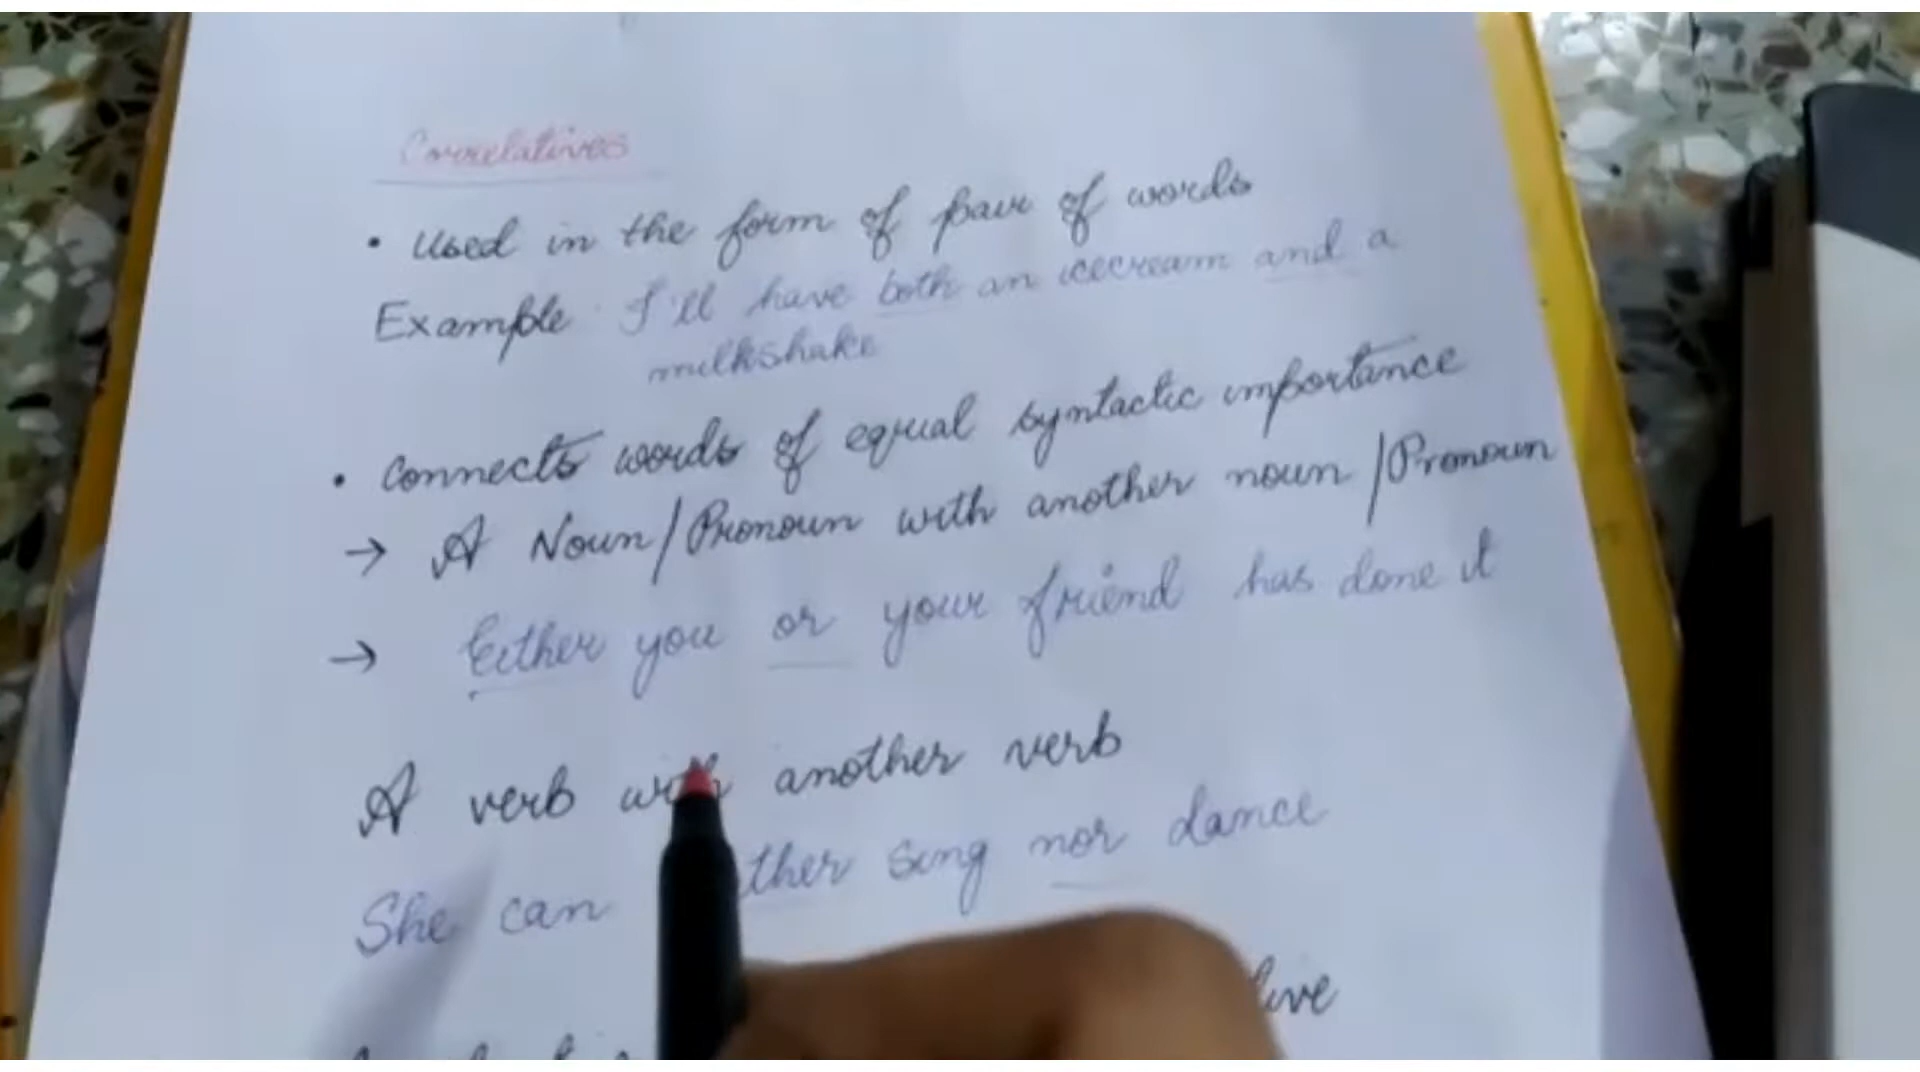 Correlatives
• Used in the form of pair of words
Example: I'll have both an icecream and a
milkshake
• Connects words of equal syntactic importance
→ A Noun/Pronoun with another noun/Pronoun
→ Either you or your friend has done it
A verb with another verb
She can ther sing nor dance